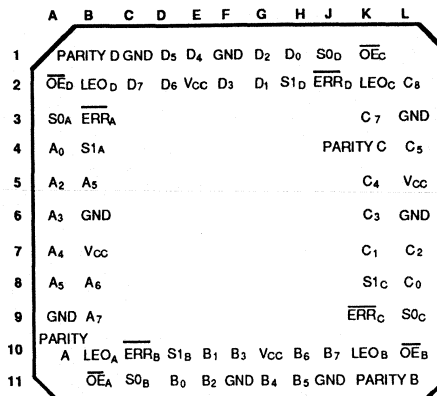 A B C D E F G H J K L
1 PARITY D GND D5 D4 GND D2 D0 S0D OEC
2 OED LEOD D7 D6 VCC D3 D1 S1D ERRD LEOC C8
3 S0A ERRA C7 GND
4 A0 S1A PARITY C C5
5 A2 A5 C4 VCC
6 A3 GND C3 GND
7 A4 VCC C1 C2
8 A5 A6 S1C C0
9 GND A7 ERRC S0C
PARITY
10 A LEOA ERRB S1B B1 B3 VCC B6 B7 LEOB OEB
11 OEA S0B B0 B2 GND B4 B5 GND PARITY B